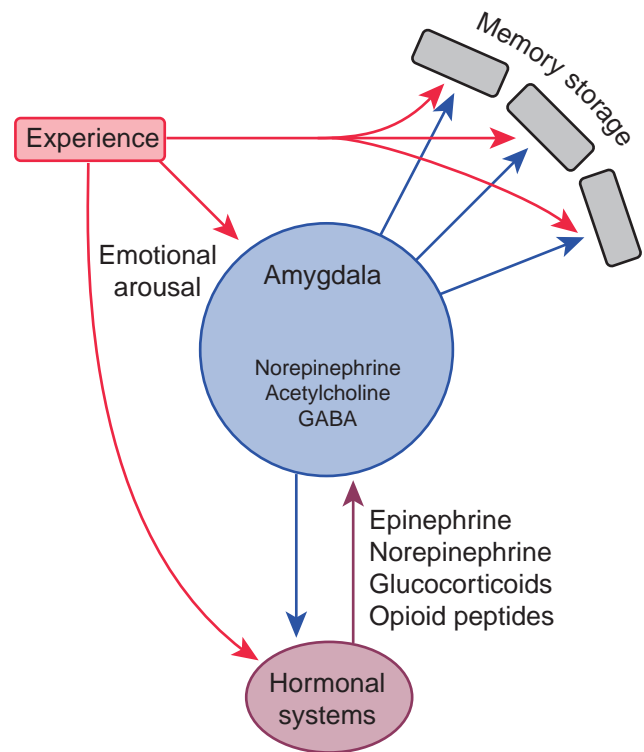 Memory storage
Experience
Emotional
arousal
Amygdala
Norepinephrine
Acetylcholine
GABA
Epinephrine
Norepinephrine
Glucocorticoids
Opioid peptides
Hormonal
systems